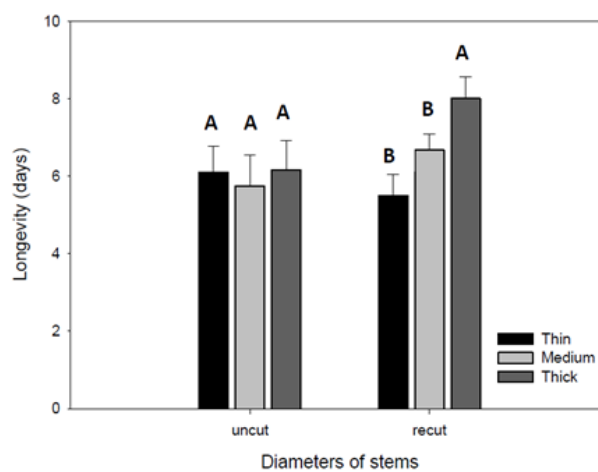 10
8
6
4
2
0
Longevity (days)
A A A
B B A
Thin
Medium
Thick
uncut recut
Diameters of stems